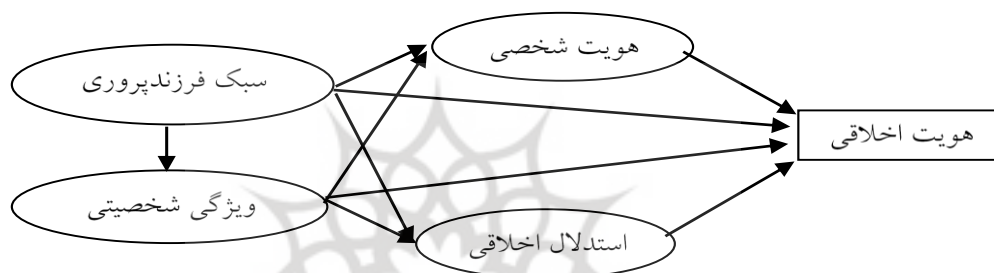 هویت شخصی
سبک فرزندپروری
هویت اخلاقی
ویژگی شخصیتی
استدلال اخلاقی